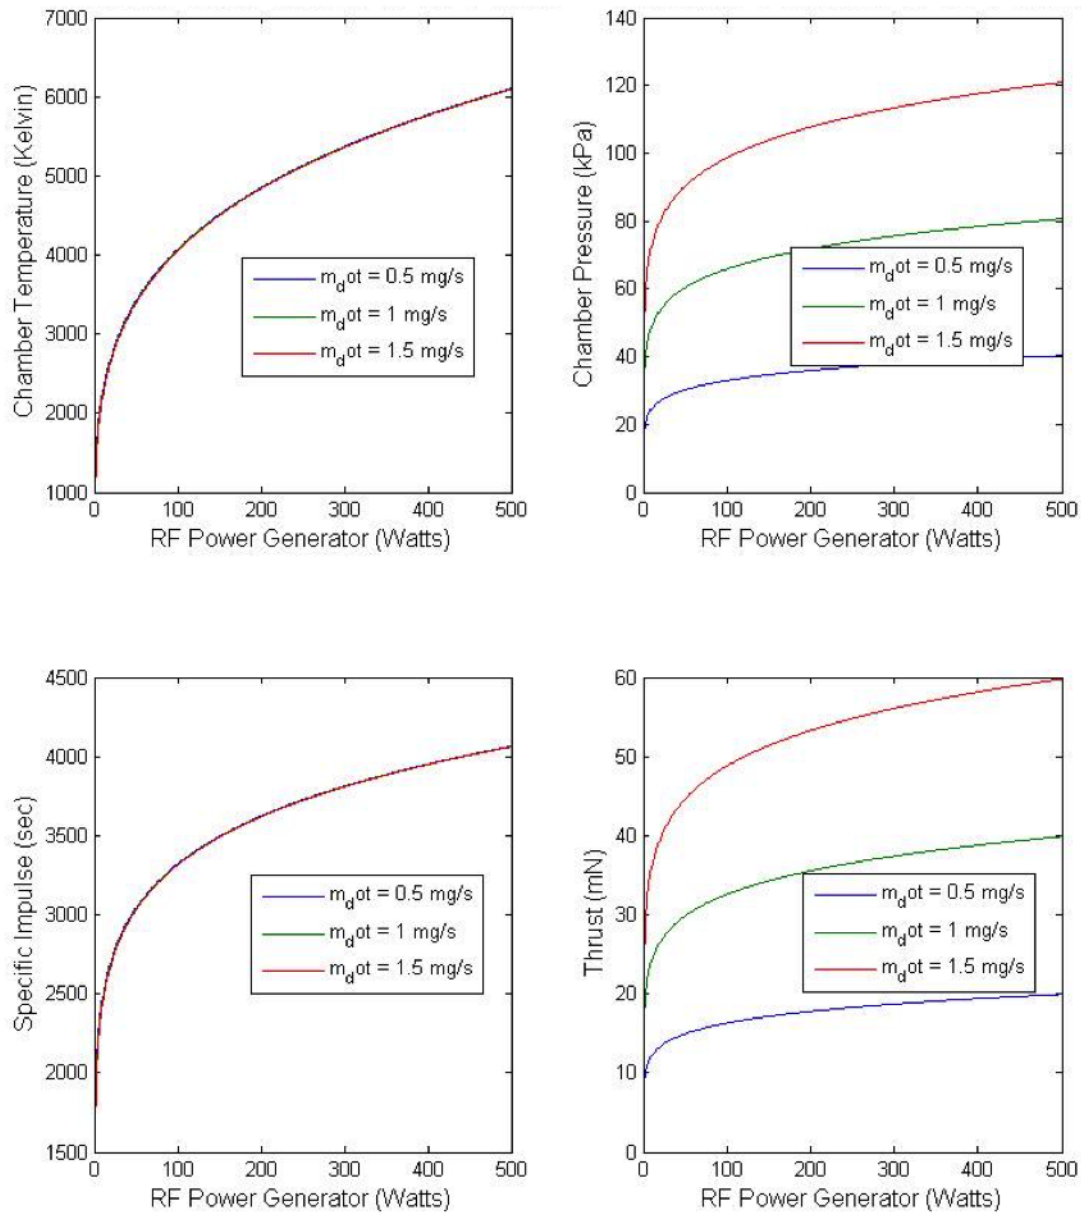 7000
6000
5000
4000
3000
2000
1000
Chamber Temperature (Kelvin)
m_dot = 0.5 mg/s
m_dot = 1 mg/s
m_dot = 1.5 mg/s
0 100 200 300 400 500
RF Power Generator (Watts)
140
120
100
80
60
40
20
0
Chamber Pressure (kPa)
m_dot = 0.5 mg/s
m_dot = 1 mg/s
m_dot = 1.5 mg/s
0 100 200 300 400 500
RF Power Generator (Watts)
4500
4000
3500
3000
2500
2000
1500
Specific Impulse (sec)
m_dot = 0.5 mg/s
m_dot = 1 mg/s
m_dot = 1.5 mg/s
0 100 200 300 400 500
RF Power Generator (Watts)
60
50
40
30
20
10
0
Thrust (mN)
m_dot = 0.5 mg/s
m_dot = 1 mg/s
m_dot = 1.5 mg/s
0 100 200 300 400 500
RF Power Generator (Watts)